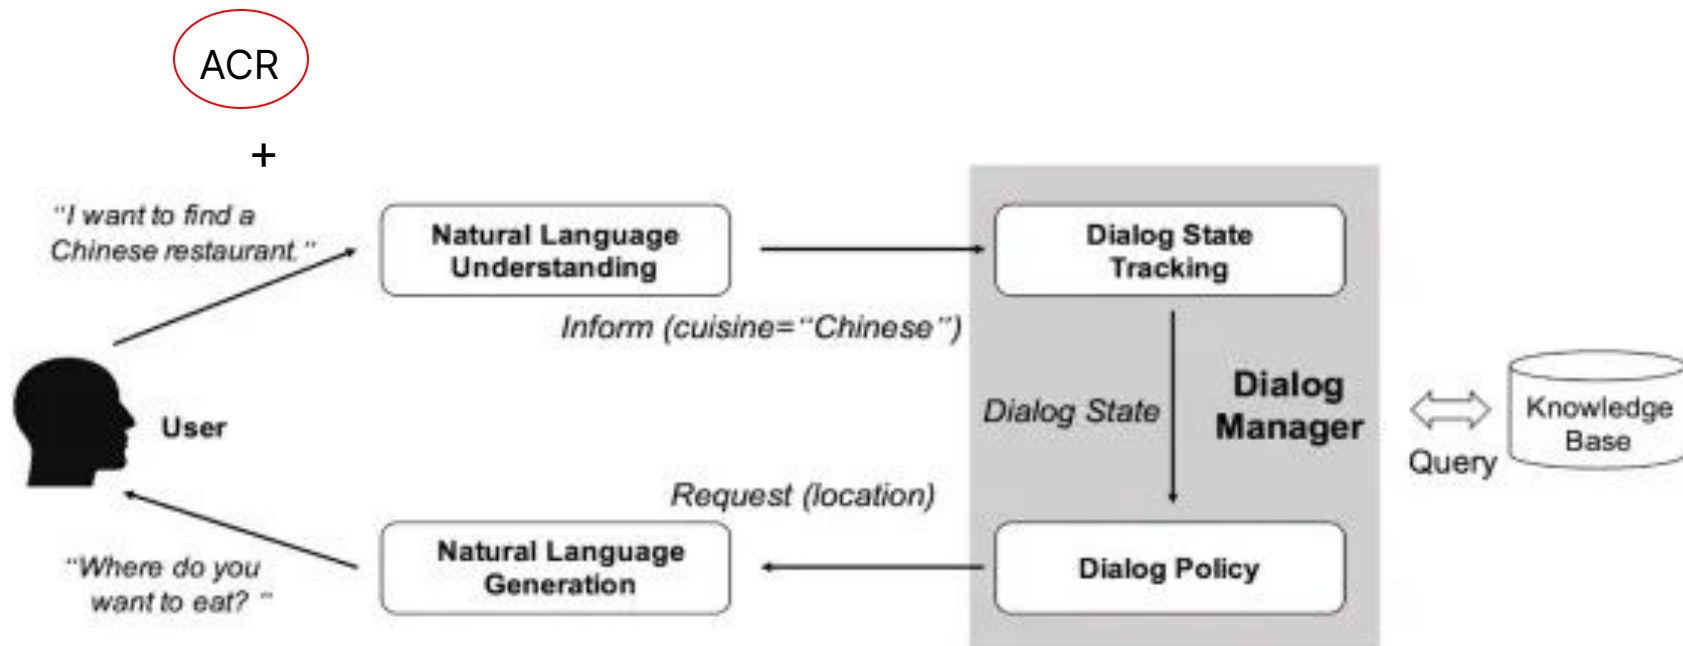 ACR
+
“I want to find a
Chinese restaurant.”
Natural Language
Understanding
Dialog State
Tracking
Inform (cuisine=“Chinese”)
User
Dialog State
Dialog
Manager
Query
Knowledge
Base
Request (location)
“Where do you
want to eat? ”
Natural Language
Generation
Dialog Policy